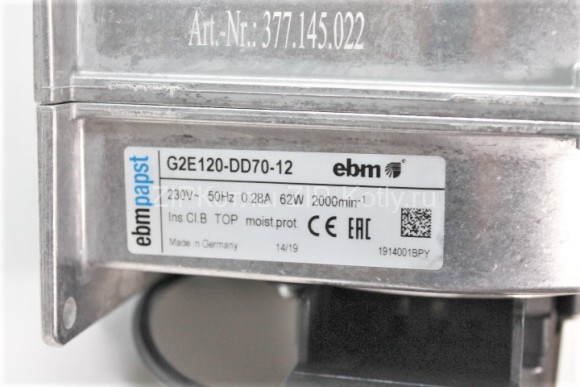 Art.-Nr.: 377.145.022
ebmpapst
G2E120-DD70-12 ebm
230V~ 50Hz 0.28A 62W 2000min⁻¹
Ins Cl B TOP moist.prot. CE EAC
Made in Germany 14/19 1914001BPY